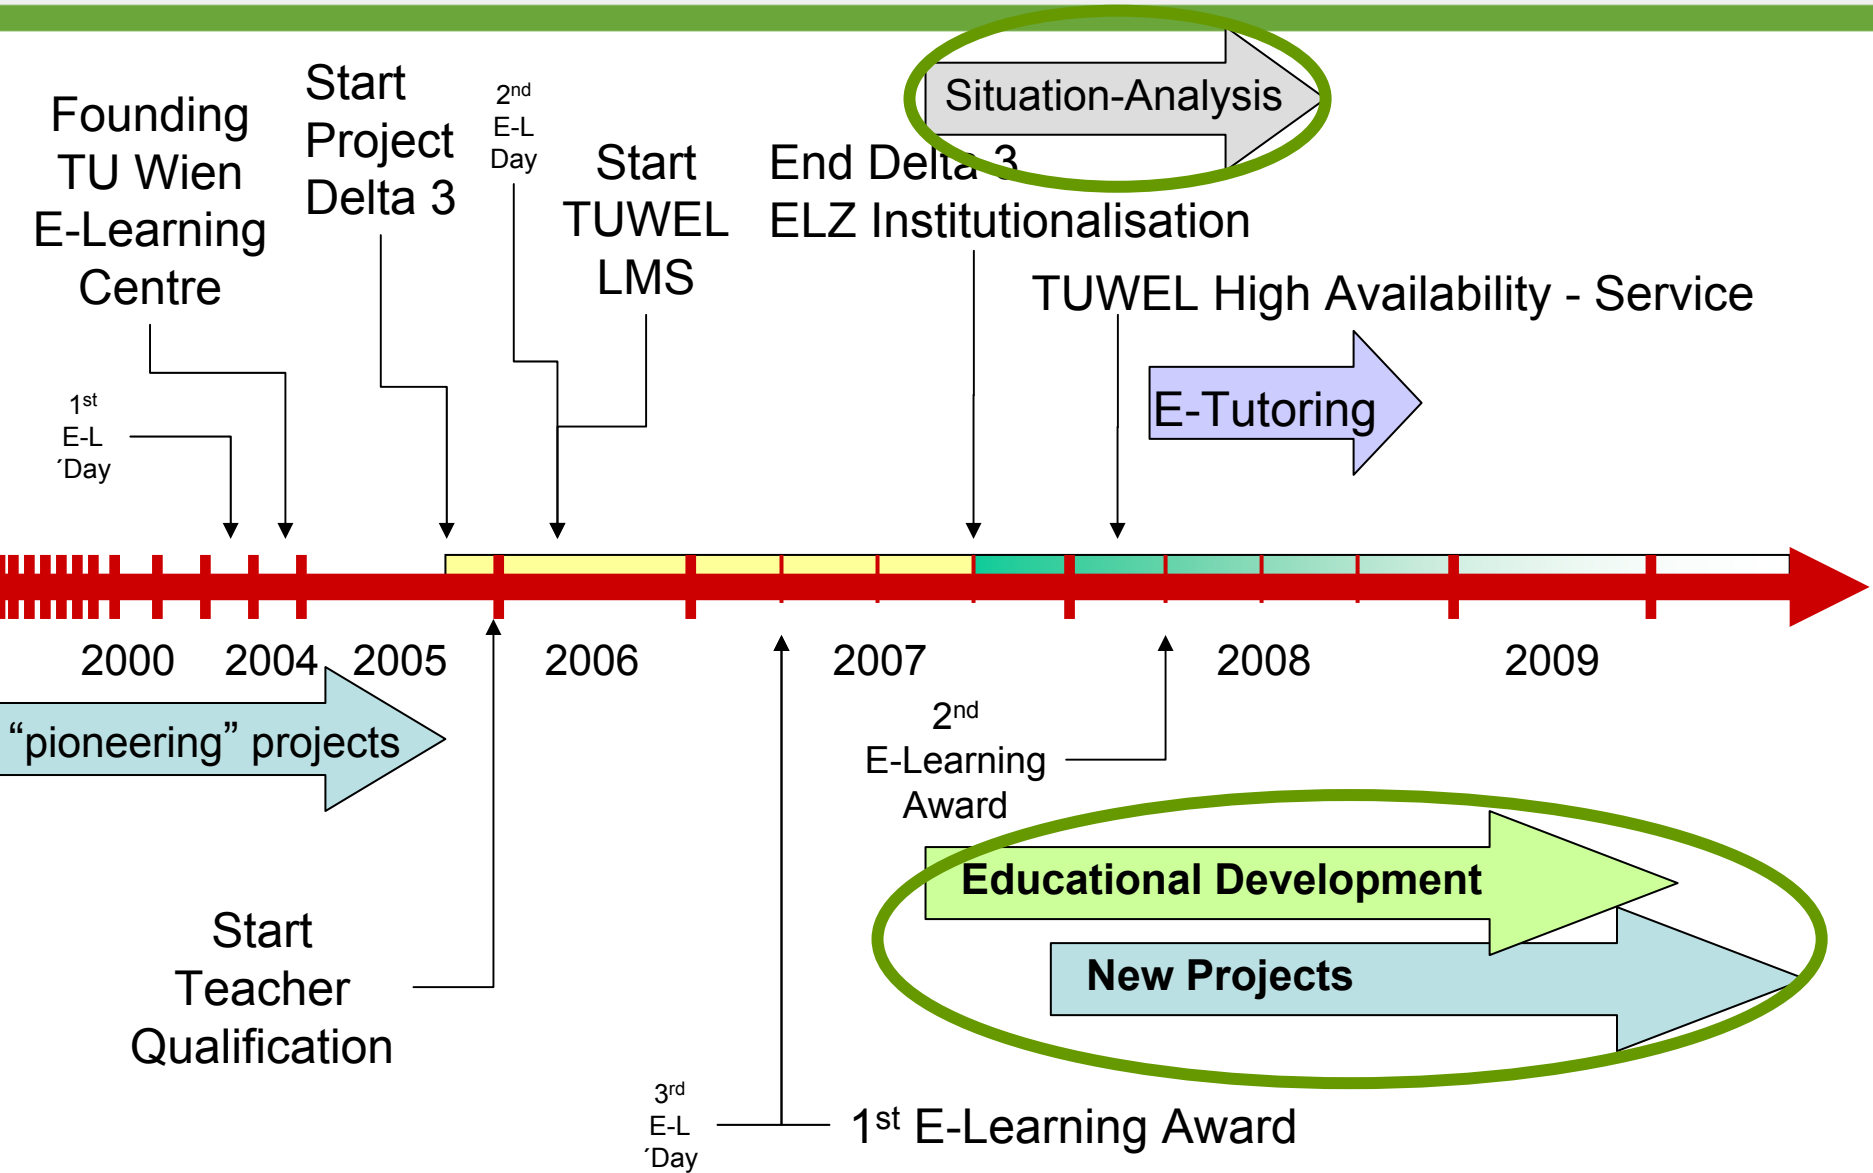 Situation-Analysis
Founding
TU Wien
E-Learning
Centre
Start
Project
Delta 3
2nd
E-L
Day
Start
TUWEL
LMS
End Delta 3
ELZ Institutionalisation
TUWEL High Availability - Service
E-Tutoring
1st
E-L
´Day
2000
2004
2005
2006
2007
2008
2009
“pioneering” projects
2nd
E-Learning
Award
Educational Development
New Projects
Start
Teacher
Qualification
3rd
E-L
´Day
1st E-Learning Award